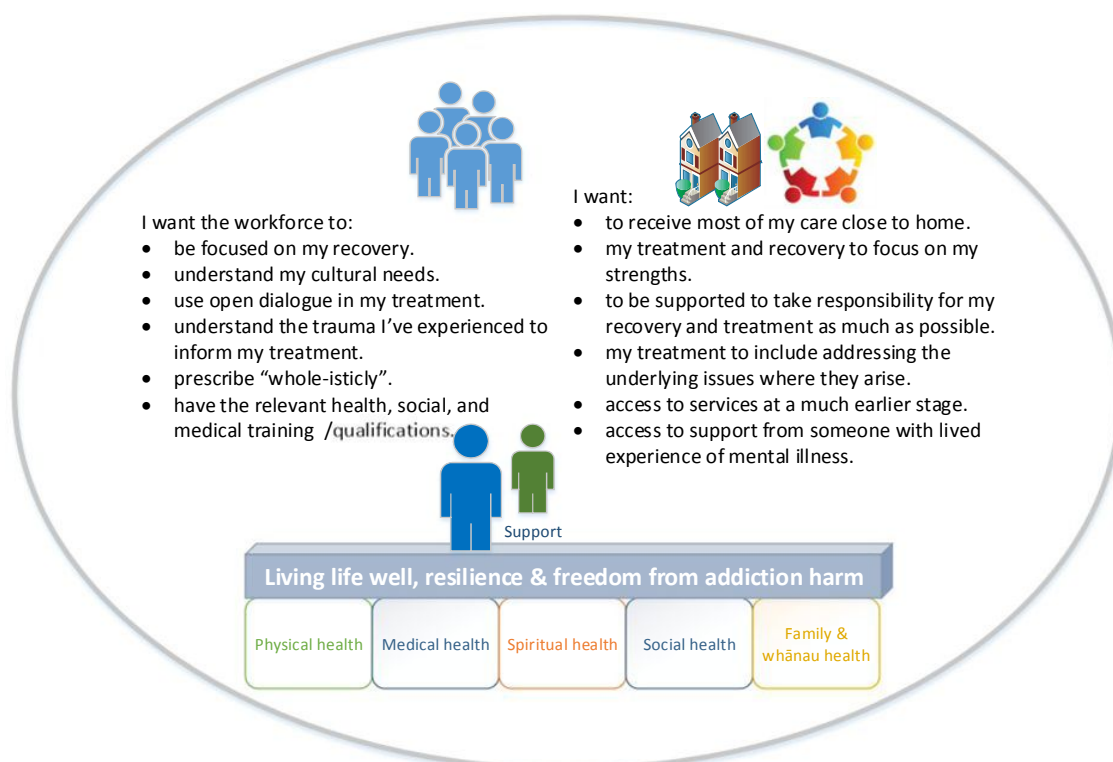 I want the workforce to:
• be focused on my recovery.
• understand my cultural needs.
• use open dialogue in my treatment.
• understand the trauma I've experienced to
inform my treatment.
• prescribe “whole-isticly”.
• have the relevant health, social, and
medical training /qualifications.
I want:
• to receive most of my care close to home.
• my treatment and recovery to focus on my
strengths.
• to be supported to take responsibility for my
recovery and treatment as much as possible.
• my treatment to include addressing the
underlying issues where they arise.
• access to services at a much earlier stage.
• access to support from someone with lived
experience of mental illness.
Support
Living life well, resilience & freedom from addiction harm
Physical health
Medical health
Spiritual health
Social health
Family &
whānau health